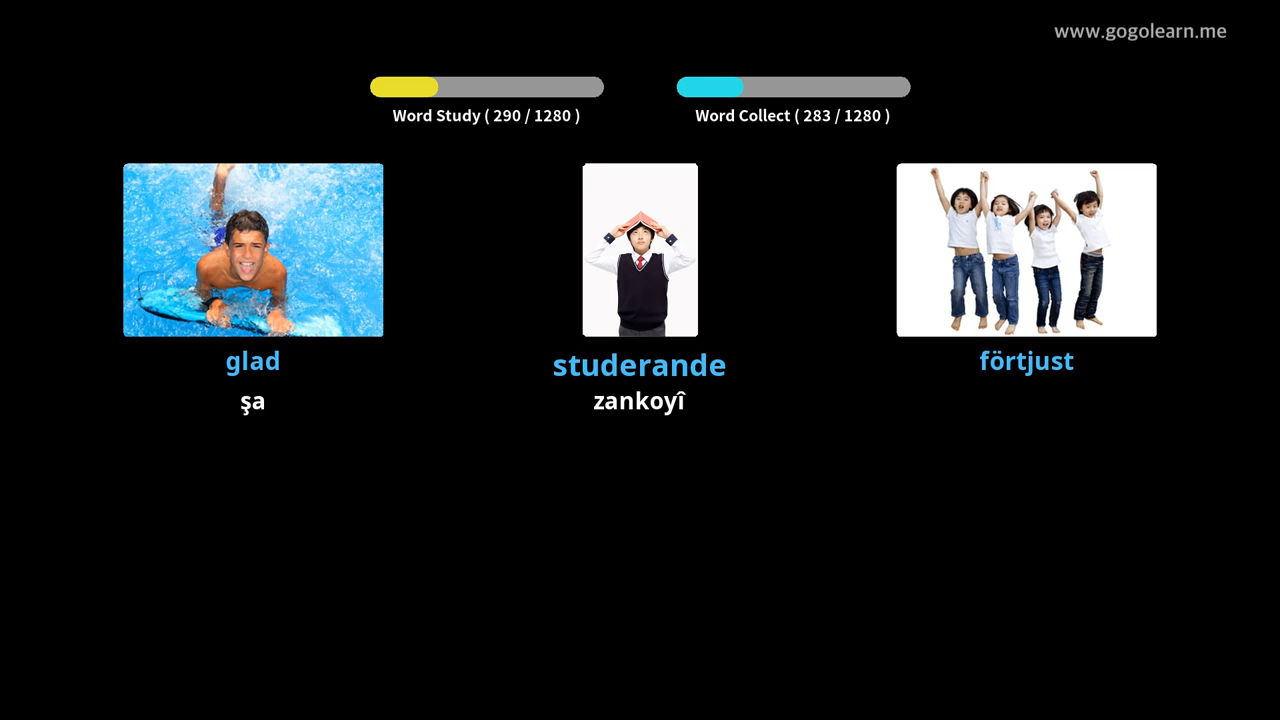 www.gogolearn.me
Word Study ( 290 / 1280 )
Word Collect ( 283 / 1280 )
glad
studerande
förtjust
şa
zankoyî